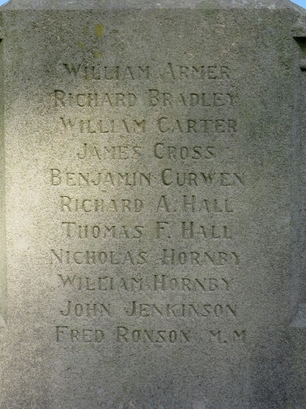 WILLIAM ARMER
RICHARD BRADLEY
WILLIAM CARTER
JAMES CROSS
BENJAMIN CURWEN
RICHARD A. HALL
THOMAS F. HALL
NICHOLAS HORNBY
WILLIAM HORNBY
JOHN JENKINSON
FRED RONSON M.M